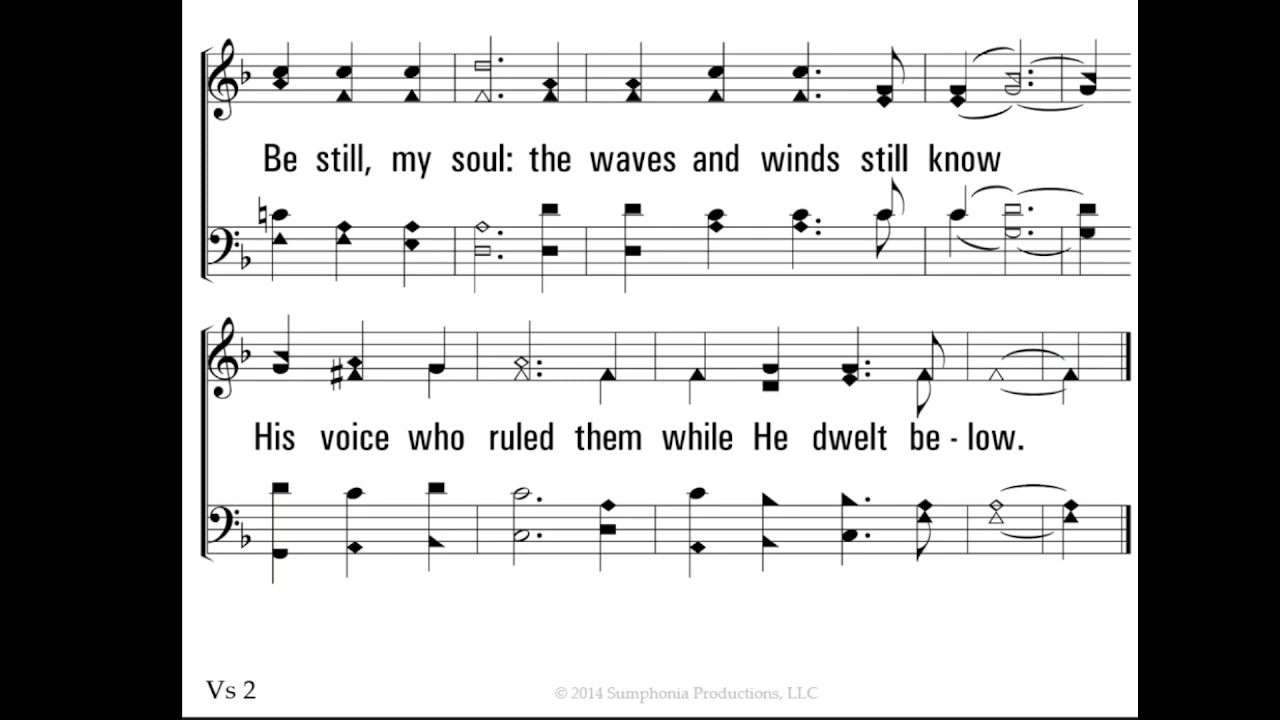 Be still, my soul: the waves and winds still know
His voice who ruled them while He dwelt be - low.
Vs 2
© 2014 Sumphonia Productions, LLC